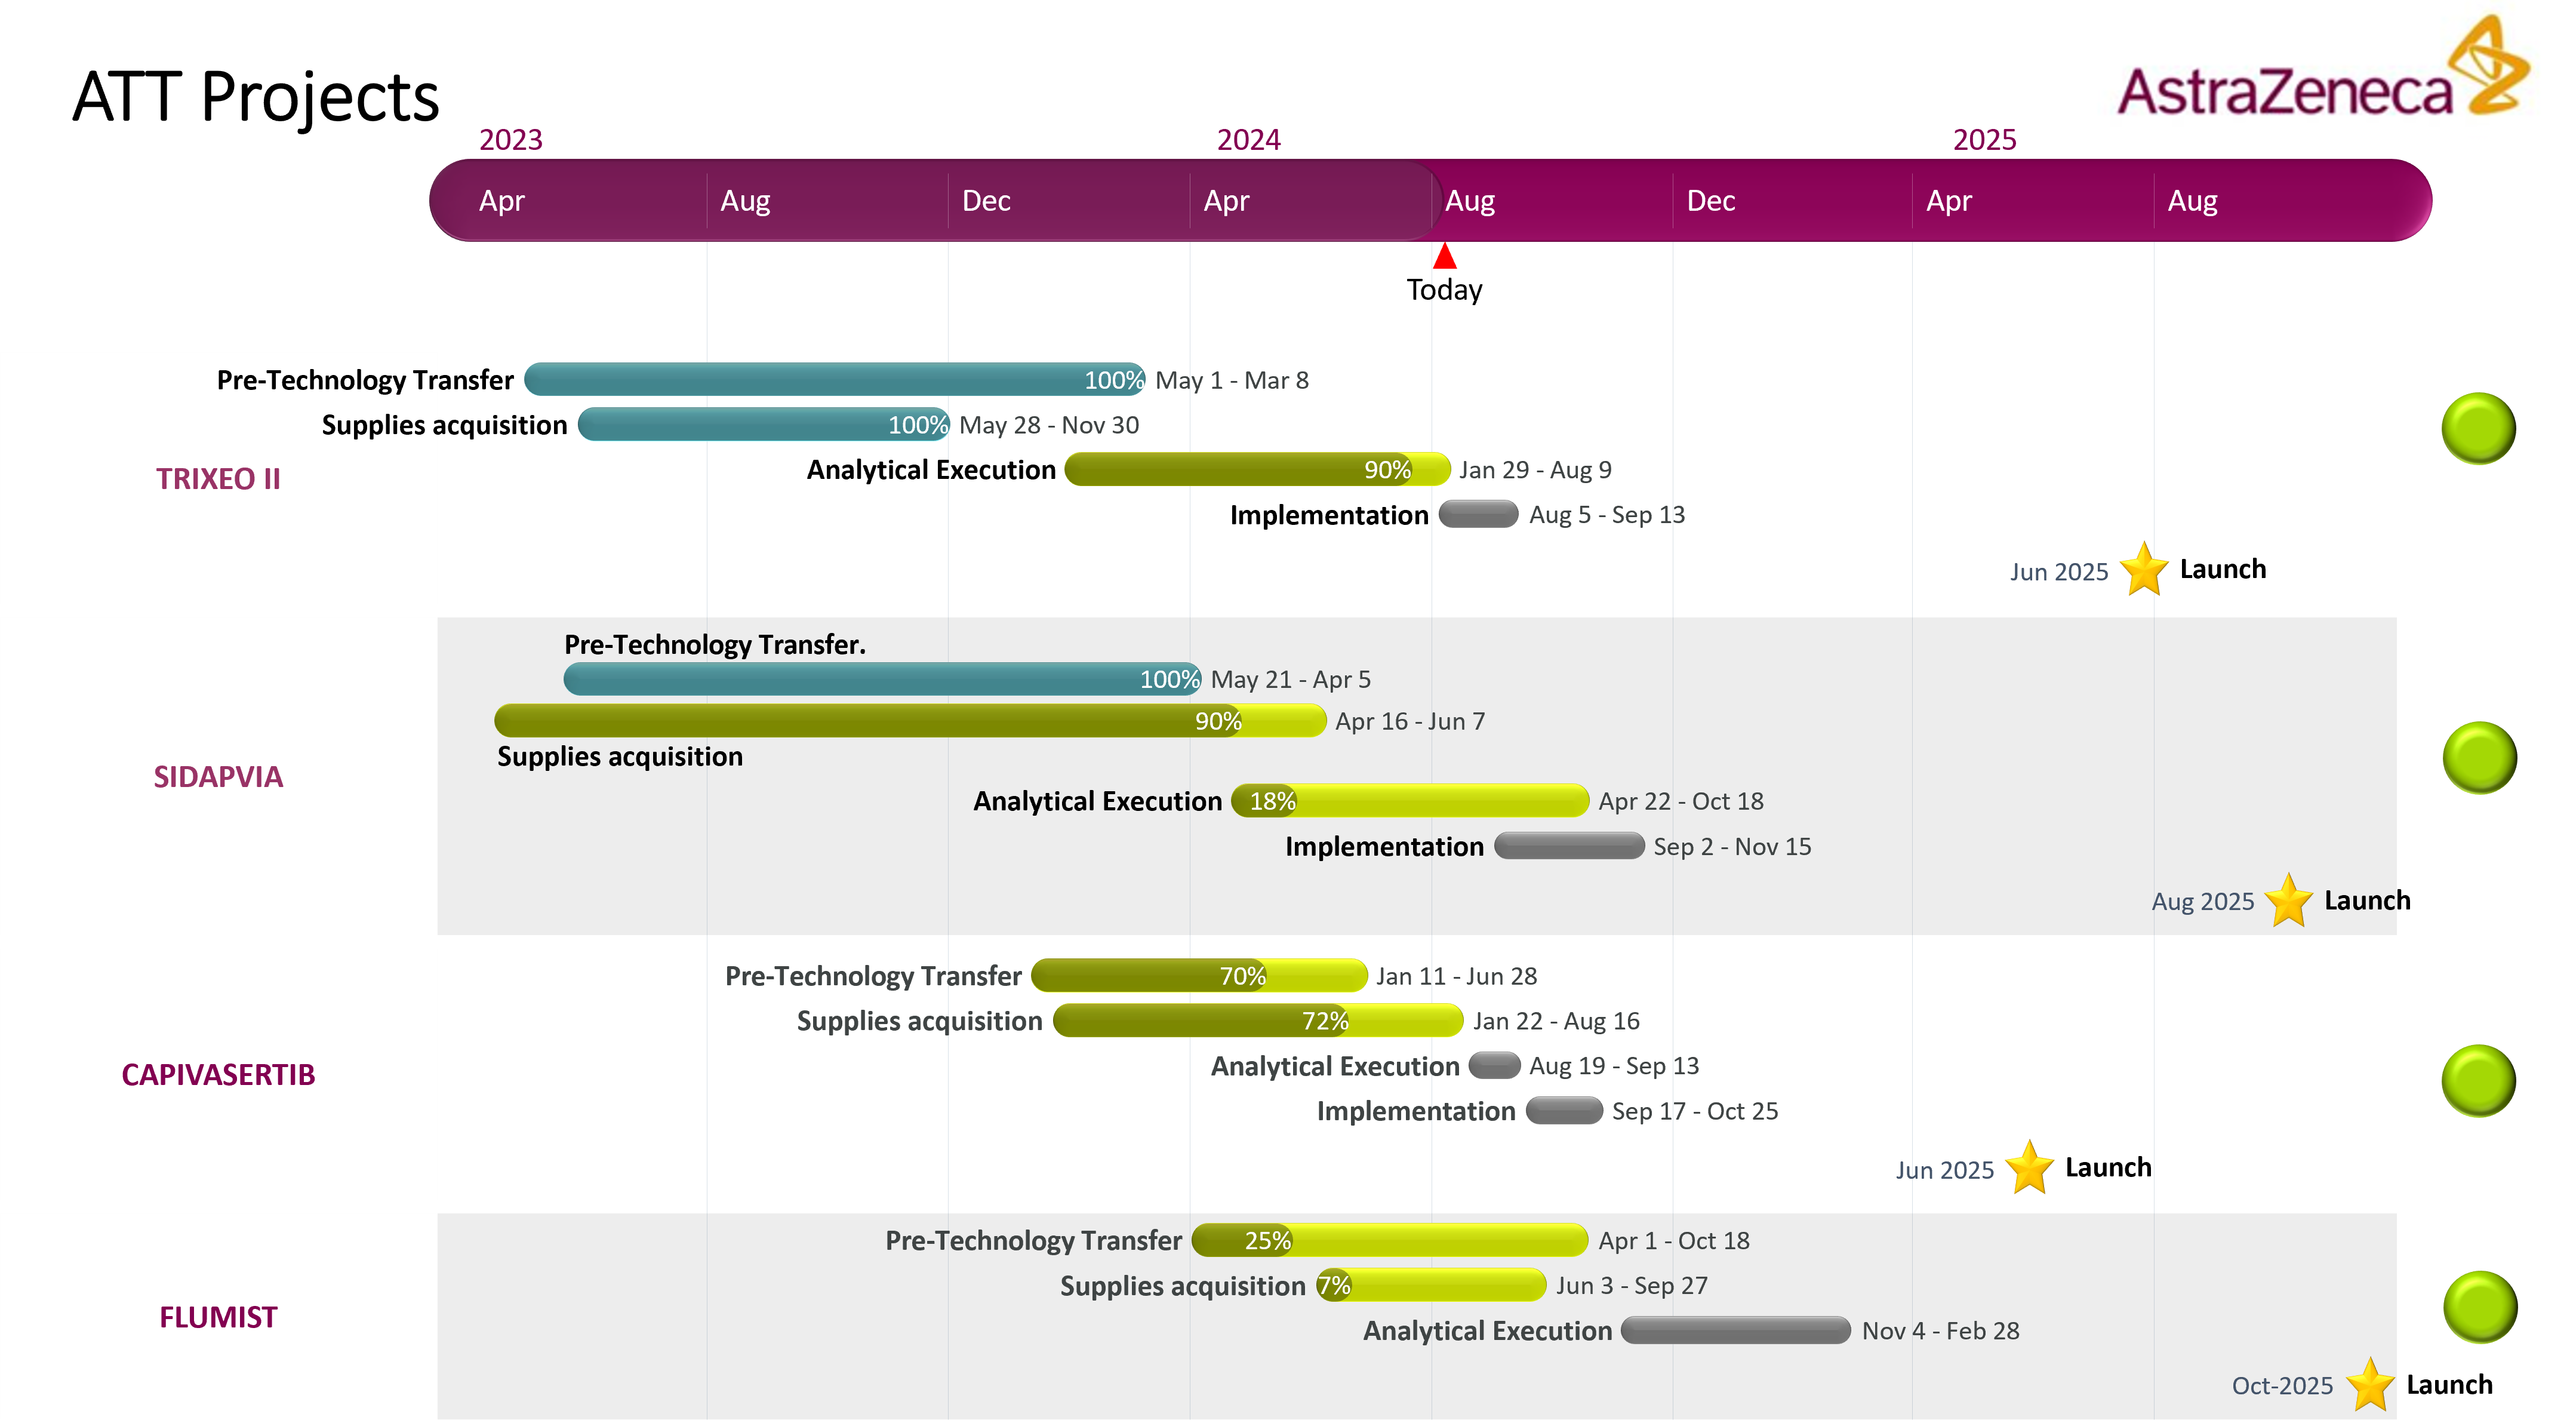 ATT Projects
AstraZeneca
2023 2024 2025
Apr Aug Dec Apr Aug Dec Apr Aug
Today
Pre-Technology Transfer 100% May 1 - Mar 8
Supplies acquisition 100% May 28 - Nov 30
TRIXEO II
Analytical Execution 90% Jan 29 - Aug 9
Implementation Aug 5 - Sep 13
Jun 2025 Launch
Pre-Technology Transfer.
100% May 21 - Apr 5
90% Apr 16 - Jun 7
Supplies acquisition
SIDAPVIA
Analytical Execution 18% Apr 22 - Oct 18
Implementation Sep 2 - Nov 15
Aug 2025 Launch
Pre-Technology Transfer 70% Jan 11 - Jun 28
Supplies acquisition 72% Jan 22 - Aug 16
CAPIVASERTIB
Analytical Execution Aug 19 - Sep 13
Implementation Sep 17 - Oct 25
Jun 2025 Launch
Pre-Technology Transfer 25% Apr 1 - Oct 18
Supplies acquisition 7% Jun 3 - Sep 27
FLUMIST
Analytical Execution Nov 4 - Feb 28
Oct-2025 Launch